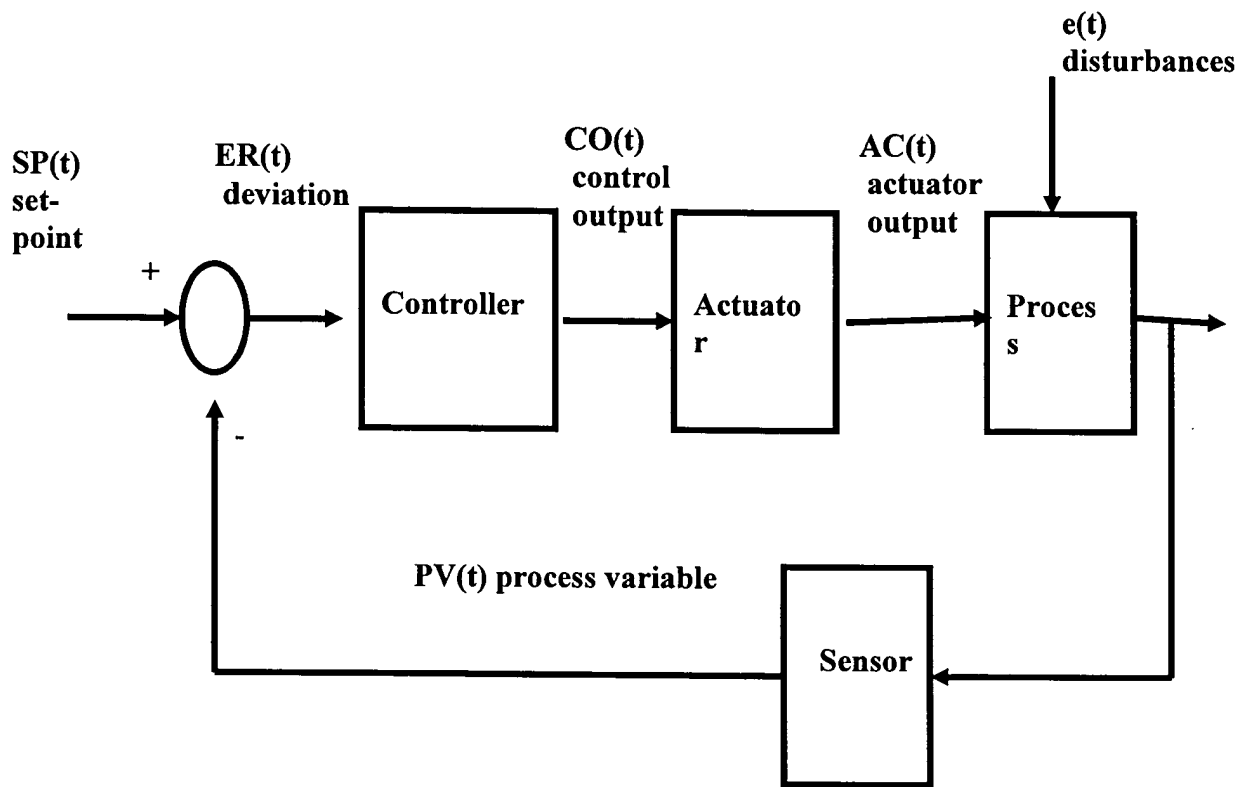 e(t)
disturbances
SP(t)
set-
point
ER(t)
deviation
CO(t)
control
output
AC(t)
actuator
output
+
Controller
Actuato
r
Proces
s
-
PV(t) process variable
Sensor